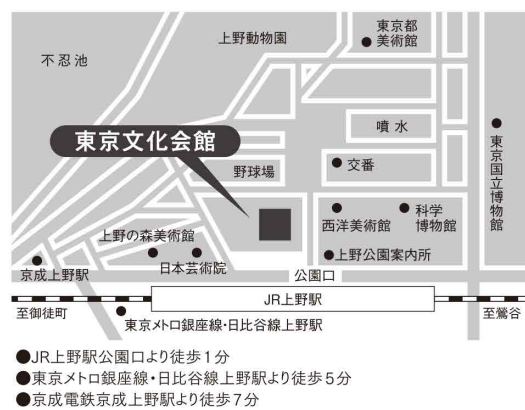 東京都
美術館
上野動物園
不忍池
噴水
東京文化会館
交番
野球場
東京国立博物館
西洋美術館
科学
博物館
上野の森美術館
日本芸術院
上野公園案内所
京成上野駅
公園口
JR上野駅
至御徒町
東京メトロ銀座線・日比谷線上野駅
至鶯谷
●JR上野駅公園口より徒歩1分
●東京メトロ銀座線・日比谷線上野駅より徒歩5分
●京成電鉄京成上野駅より徒歩7分